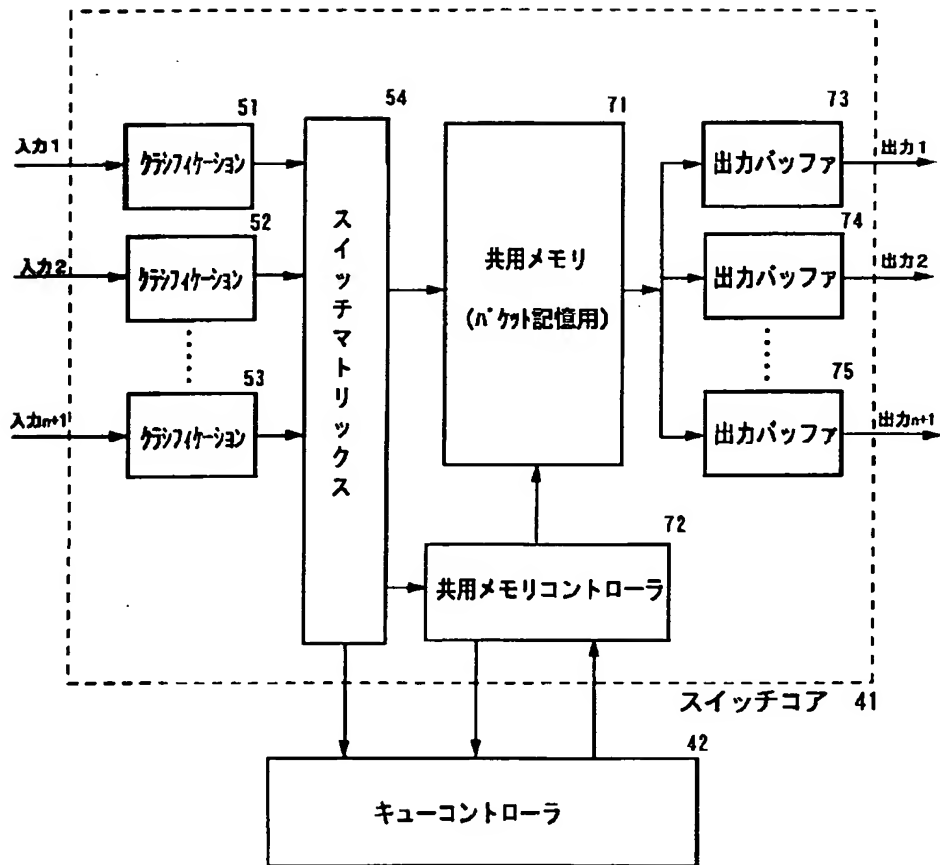 51
54
71
73
入力1
クラシフィケーション
出力バッファ
出力1
52
74
入力2
クラシフィケーション
スイッチマトリックス
共用メモリ
(パケット記憶用)
出力バッファ
出力2
53
75
入力n+1
クラシフィケーション
出力バッファ
出力n+1
72
共用メモリコントローラ
スイッチコア 41
42
キューコントローラ